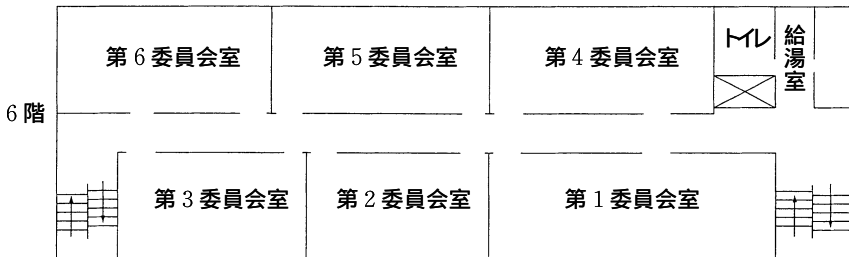 第6委員会室
第5委員会室
第4委員会室
トイレ
給湯室
6階
第3委員会室
第2委員会室
第1委員会室